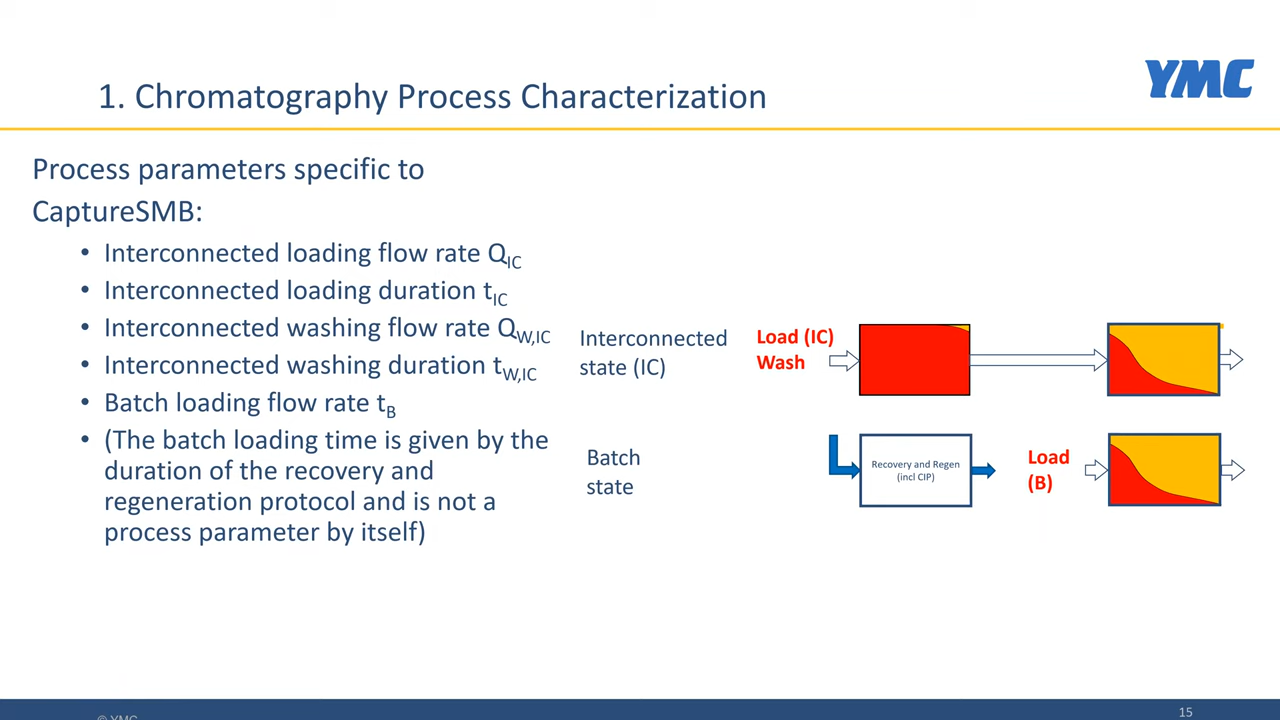 YMC
1. Chromatography Process Characterization
Process parameters specific to
CaptureSMB:
• Interconnected loading flow rate QIC
• Interconnected loading duration tIC
• Interconnected washing flow rate QW,IC
• Interconnected washing duration tW,IC
• Batch loading flow rate tB
• (The batch loading time is given by the
duration of the recovery and
regeneration protocol and is not a
process parameter by itself)
Interconnected
state (IC)
Load (IC)
Wash
Batch
state
Recovery and Regen
(incl CIP)
Load
(B)
© YMC
15